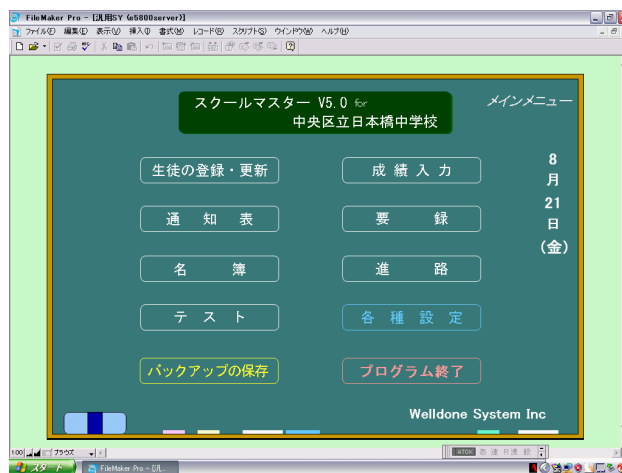 FileMaker Pro - [汎用SY (e5800server)]
ファイル(F) 編集(E) 表示(V) 挿入(I) 書式(M) レコード(R) スクリプト(S) ウインドウ(W) ヘルプ(H)
スクールマスター V5.0 for
中央区立日本橋中学校
メインメニュー
生徒の登録・更新
成績入力
通知表
要録
名簿
進路
テスト
各種設定
バックアップの保存
プログラム終了
8
月
21
日
(金)
Welldone System Inc
100 ブラウズ
スタート FileMaker Pro - [汎...